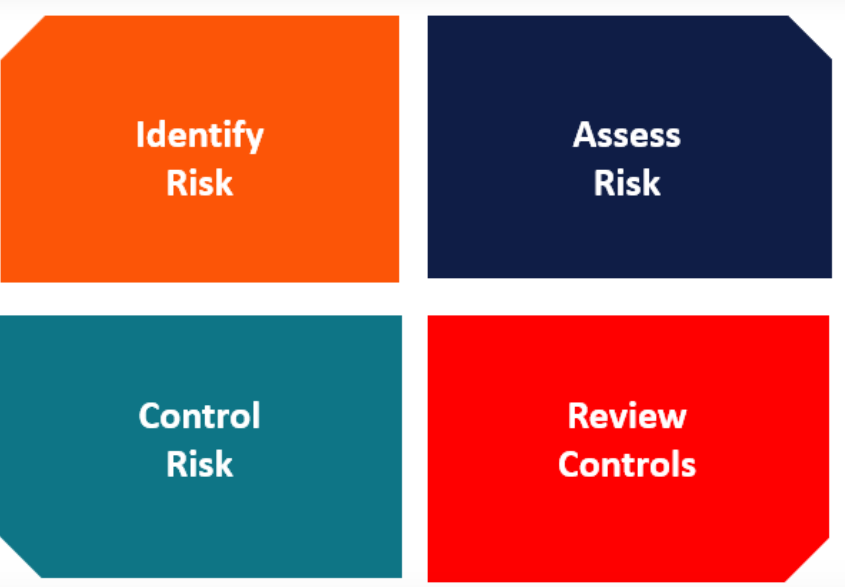 Identify
Risk
Assess
Risk
Control
Risk
Review
Controls